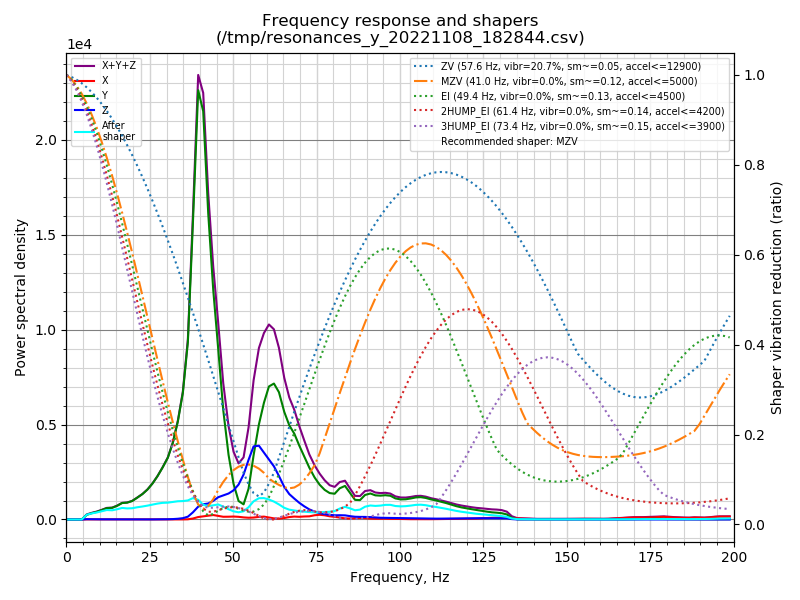 Frequency response and shapers
(/tmp/resonances_y_20221108_182844.csv)
1e4
X+Y+Z
X
Y
Z
After
shaper
ZV (57.6 Hz, vibr=20.7%, sm~=0.05, accel<=12900)
MZV (41.0 Hz, vibr=0.0%, sm~=0.12, accel<=5000)
EI (49.4 Hz, vibr=0.0%, sm~=0.13, accel<=4500)
2HUMP_EI (61.4 Hz, vibr=0.0%, sm~=0.14, accel<=4200)
3HUMP_EI (73.4 Hz, vibr=0.0%, sm~=0.15, accel<=3900)
Recommended shaper: MZV
Power spectral density
2.0
1.5
1.0
0.5
0.0
1.0
0.8
0.6
0.4
0.2
0.0
Shaper vibration reduction (ratio)
0 25 50 75 100 125 150 175 200
Frequency, Hz